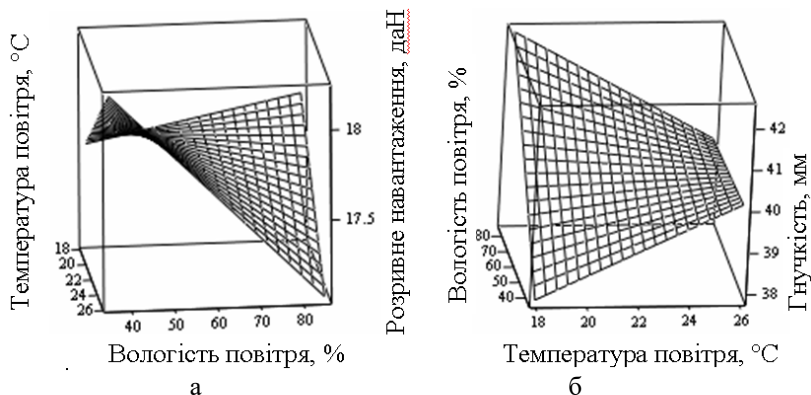 Температура повітря, °С
18
20
22
24
26
40 50 60 70 80
Вологість повітря, %
18
17.5
Розривне навантаження, даН
а
Вологість повітря, %
80
70
60
50
40
18 20 22 24 26
Температура повітря, °С
42
41
40
39
38
Гнучкість, мм
б